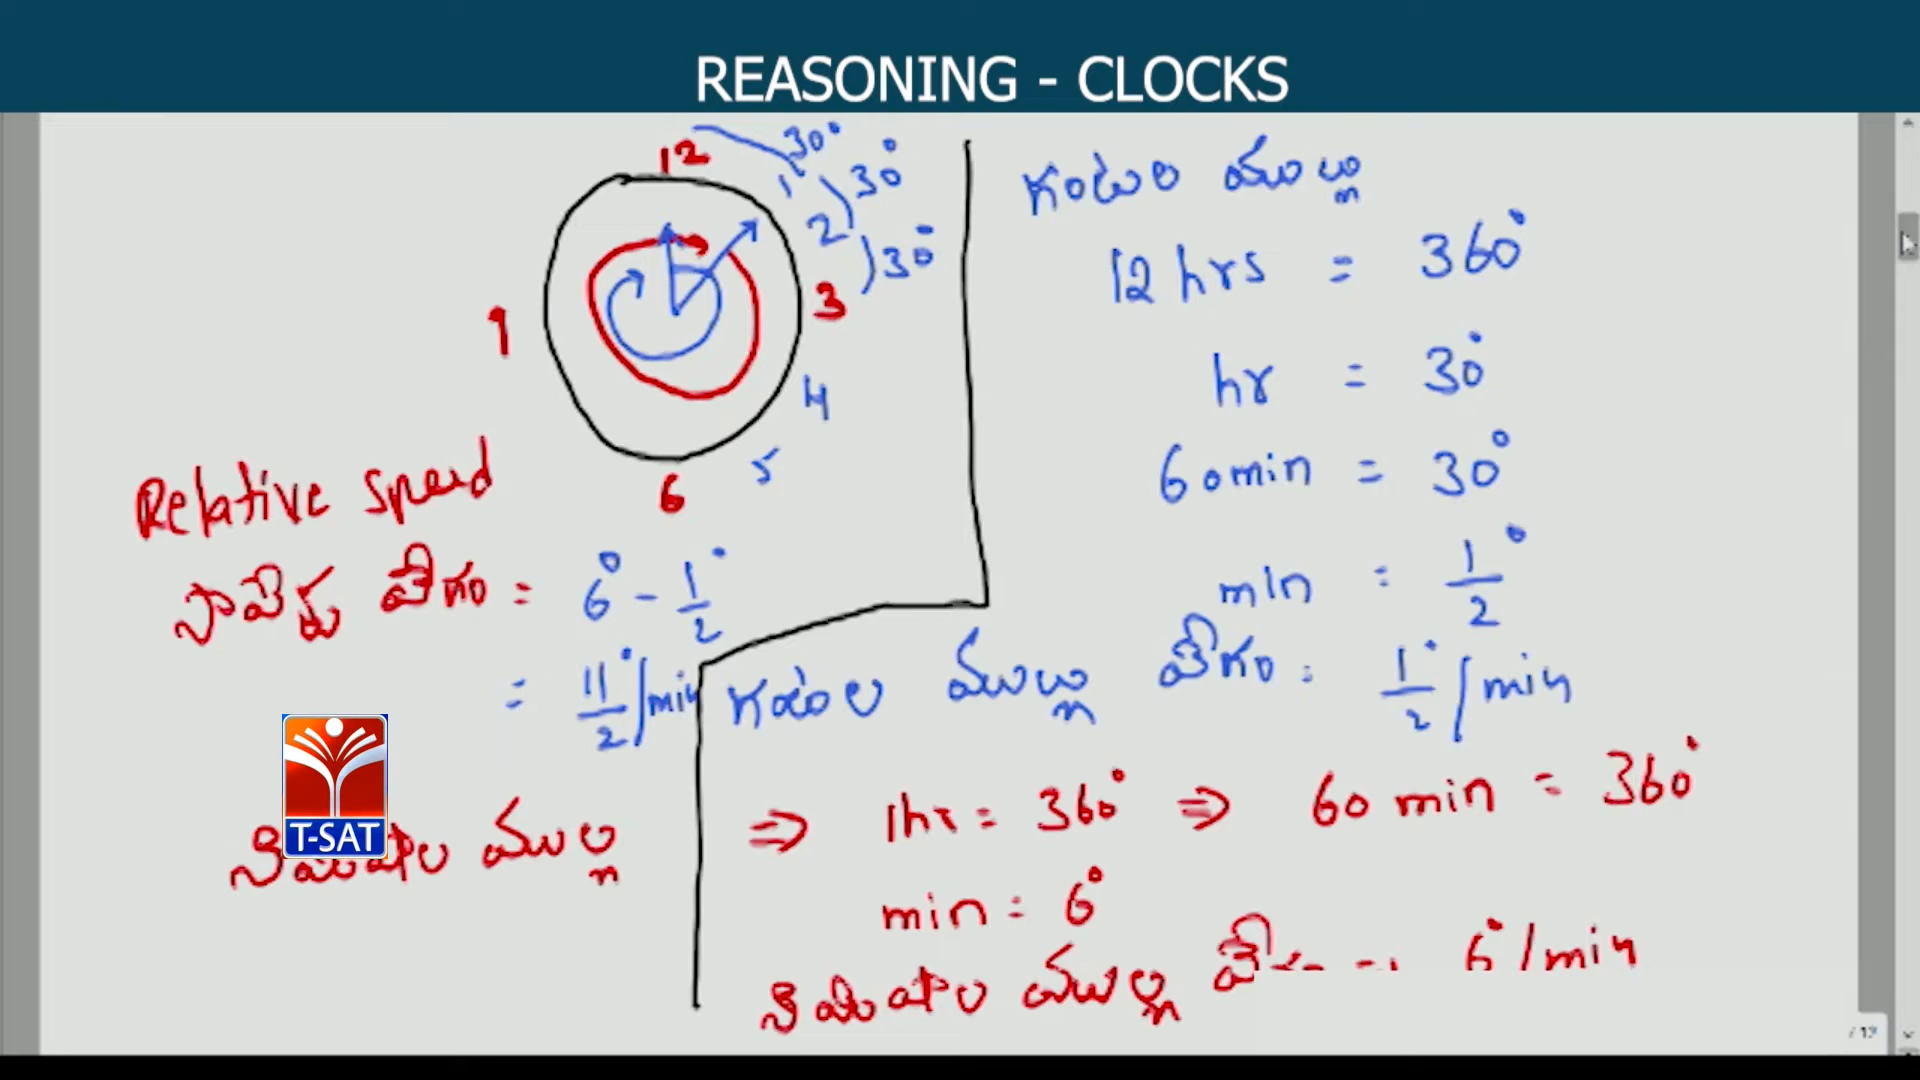 REASONING - CLOCKS
12
30°
1
30°
2
30°
3
9
4
5
6
Relative speed
సాపేక్ష వేగం = 6° - 1/2°
= 11/2°/min
గంటల ముల్లు
12 hrs = 360°
hr = 30°
60 min = 30°
min = 1/2°
గంటల ముల్లు వేగం = 1/2°/min
నిమిషాల ముల్లు ⇒ 1hr = 360° ⇒ 60 min = 360°
min = 6°
నిమిషాల ముల్లు వేగం = 6°/min
T-SAT
/ 12